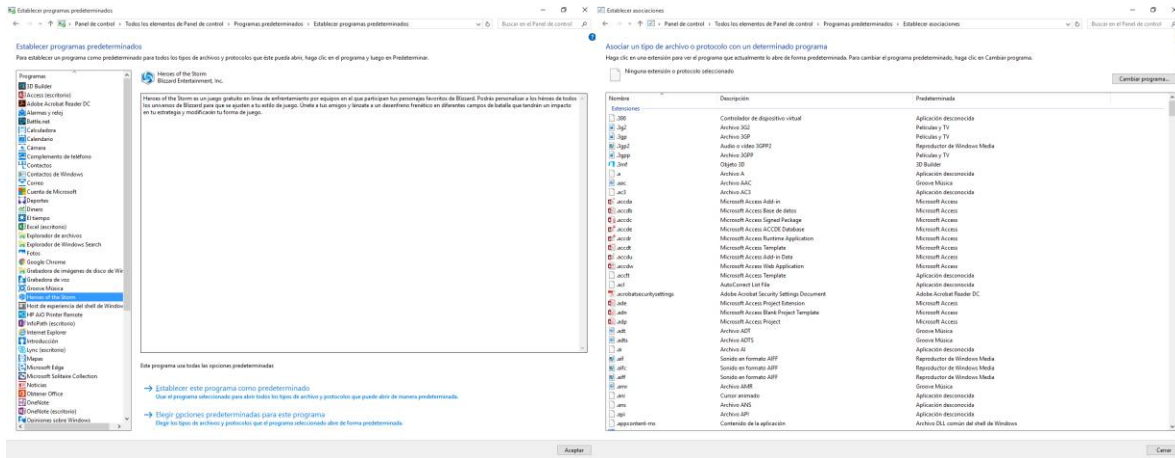 Establecer programas predeterminados
Panel de control › Todos los elementos de Panel de control › Programas predeterminados › Establecer programas predeterminados
Buscar en el Panel de control
Establecer programas predeterminados
Para establecer un programa como predeterminado para todos los tipos de archivos y protocolos que éste pueda abrir, haga clic en el programa y luego en Predeterminar.
Programas
3D Builder
Access (escritorio)
Adobe Acrobat Reader DC
Alarmas y reloj
Battle.net
Calculadora
Calendario
Cámara
Complemento de teléfono
Contactos
Contactos de Windows
Correo
Cuenta de Microsoft
Deportes
Dinero
El tiempo
Excel (escritorio)
Explorador de archivos
Explorador de Windows Search
Fotos
Google Chrome
Grabadora de imágenes de disco de Wir
Grabadora de voz
Groove Música
Heroes of the Storm
Host de experiencia del shell de Window
HP AiO Printer Remote
InfoPath (escritorio)
Internet Explorer
Introducción
Lync (escritorio)
Mapas
Microsoft Edge
Microsoft Solitaire Collection
Noticias
Obtener Office
OneNote
OneNote (escritorio)
Opiniones sobre Windows
Heroes of the Storm
Blizzard Entertainment, Inc.
Heroes of the Storm es un juego gratuito en línea de enfrentamiento por equipos en el que participan tus personajes favoritos de Blizzard. Podrás personalizar a los héroes de todos
los universos de Blizzard para que se ajusten a tu estilo de juego. Únete a tus amigos y lánzate a un desenfreno frenético en diferentes campos de batalla que tendrán un impacto
en tu estrategia y modificarán tu forma de juego.
Este programa usa todas las opciones predeterminadas
Establecer este programa como predeterminado
Usar el programa seleccionado para abrir todos los tipos de archivo y protocolos que puede abrir de manera predeterminada.
Elegir opciones predeterminadas para este programa
Elegir los tipos de archivo y protocolos que el programa seleccionado abre de forma predeterminada.
Aceptar
Establecer asociaciones
Panel de control › Todos los elementos de Panel de control › Programas predeterminados › Establecer asociaciones
Buscar en el Panel de control
Asociar un tipo de archivo o protocolo con un determinado programa
Haga clic en una extensión para ver el programa que actualmente lo abre de forma predeterminada. Para cambiar el programa predeterminado, haga clic en Cambiar programa.
Ninguna extensión o protocolo seleccionado
Cambiar programa...
Nombre Descripción Predeterminada
Extensiones
.386 Controlador de dispositivo virtual Aplicación desconocida
.3g2 Archivo 3G2 Películas y TV
.3gp Archivo 3GP Películas y TV
.3gp2 Audio o vídeo 3GPP2 Reproductor de Windows Media
.3gpp Archivo 3GPP Películas y TV
.3mf Objeto 3D 3D Builder
.a Archivo A Aplicación desconocida
.aac Archivo AAC Groove Música
.ac3 Archivo AC3 Aplicación desconocida
.accda Microsoft Access Add-in Microsoft Access
.accdb Microsoft Access Base de datos Microsoft Access
.accdc Microsoft Access Signed Package Microsoft Access
.accde Microsoft Access ACCDE Database Microsoft Access
.accdr Microsoft Access Runtime Application Microsoft Access
.accdt Microsoft Access Template Microsoft Access
.accdu Microsoft Access Add-in Data Microsoft Access
.accdw Microsoft Access Web Application Microsoft Access
.accft Microsoft Access Template Aplicación desconocida
.acl AutoCorrect List File Aplicación desconocida
.acrobatsecuritysettings Adobe Acrobat Security Settings Document Adobe Acrobat Reader DC
.ade Microsoft Access Project Extension Microsoft Access
.adn Microsoft Access Blank Project Template Microsoft Access
.adp Microsoft Access Project Microsoft Access
.adt Archivo ADT Groove Música
.adts Archivo ADTS Groove Música
.ai Archivo AI Aplicación desconocida
.aif Sonido en formato AIFF Reproductor de Windows Media
.aifc Sonido en formato AIFF Reproductor de Windows Media
.aiff Sonido en formato AIFF Reproductor de Windows Media
.amr Archivo AMR Groove Música
.ani Cursor animado Aplicación desconocida
.ans Archivo ANS Aplicación desconocida
.api Archivo API Aplicación desconocida
.appcontent-ms Contenido de la aplicación Archivo DLL común del shell de Windows
Cerrar